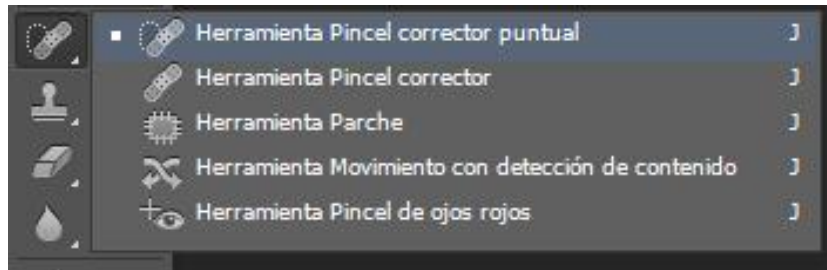 Herramienta Pincel corrector puntual J
Herramienta Pincel corrector J
Herramienta Parche J
Herramienta Movimiento con detección de contenido J
Herramienta Pincel de ojos rojos J